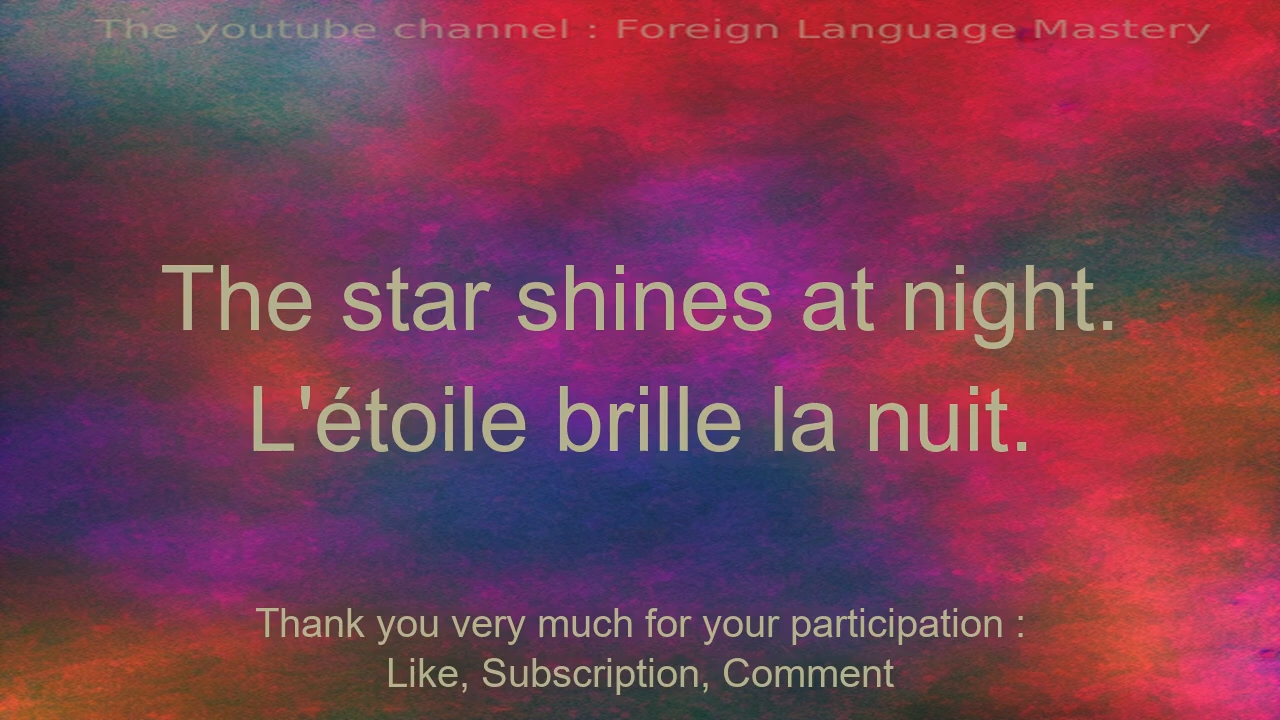 The youtube channel : Foreign Language Mastery
The star shines at night.
L'étoile brille la nuit.
Thank you very much for your participation :
Like, Subscription, Comment